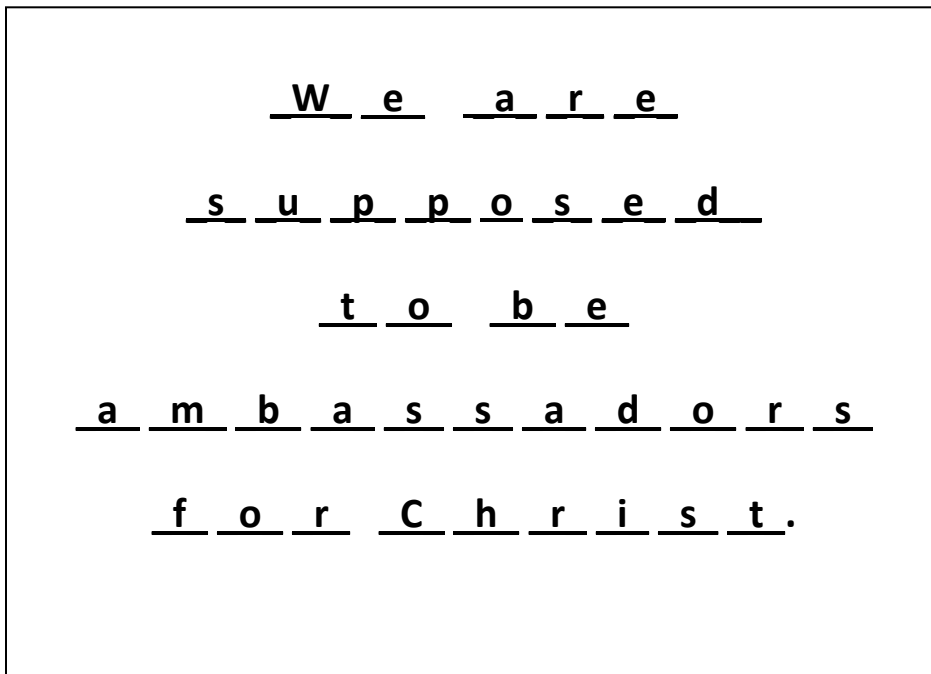 We are
supposed
to be
ambassadors
for Christ.